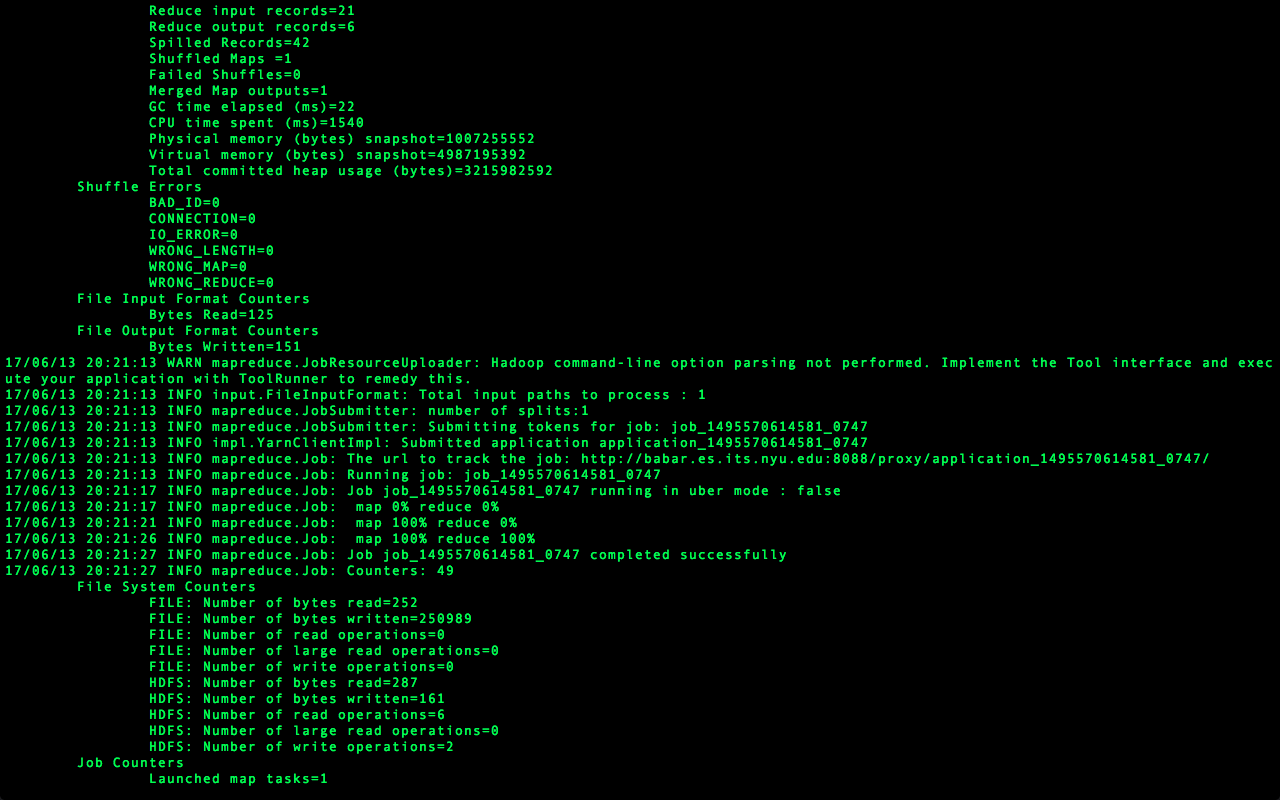 Reduce input records=21
Reduce output records=6
Spilled Records=42
Shuffled Maps =1
Failed Shuffles=0
Merged Map outputs=1
GC time elapsed (ms)=22
CPU time spent (ms)=1540
Physical memory (bytes) snapshot=1007255552
Virtual memory (bytes) snapshot=4987195392
Total committed heap usage (bytes)=3215982592
Shuffle Errors
BAD_ID=0
CONNECTION=0
IO_ERROR=0
WRONG_LENGTH=0
WRONG_MAP=0
WRONG_REDUCE=0
File Input Format Counters
Bytes Read=125
File Output Format Counters
Bytes Written=151
17/06/13 20:21:13 WARN mapreduce.JobResourceUploader: Hadoop command-line option parsing not performed. Implement the Tool interface and exec
ute your application with ToolRunner to remedy this.
17/06/13 20:21:13 INFO input.FileInputFormat: Total input paths to process : 1
17/06/13 20:21:13 INFO mapreduce.JobSubmitter: number of splits:1
17/06/13 20:21:13 INFO mapreduce.JobSubmitter: Submitting tokens for job: job_1495570614581_0747
17/06/13 20:21:13 INFO impl.YarnClientImpl: Submitted application application_1495570614581_0747
17/06/13 20:21:13 INFO mapreduce.Job: The url to track the job: http://babar.es.its.nyu.edu:8088/proxy/application_1495570614581_0747/
17/06/13 20:21:13 INFO mapreduce.Job: Running job: job_1495570614581_0747
17/06/13 20:21:17 INFO mapreduce.Job: Job job_1495570614581_0747 running in uber mode : false
17/06/13 20:21:17 INFO mapreduce.Job:  map 0% reduce 0%
17/06/13 20:21:21 INFO mapreduce.Job:  map 100% reduce 0%
17/06/13 20:21:26 INFO mapreduce.Job:  map 100% reduce 100%
17/06/13 20:21:27 INFO mapreduce.Job: Job job_1495570614581_0747 completed successfully
17/06/13 20:21:27 INFO mapreduce.Job: Counters: 49
File System Counters
FILE: Number of bytes read=252
FILE: Number of bytes written=250989
FILE: Number of read operations=0
FILE: Number of large read operations=0
FILE: Number of write operations=0
HDFS: Number of bytes read=287
HDFS: Number of bytes written=161
HDFS: Number of read operations=6
HDFS: Number of large read operations=0
HDFS: Number of write operations=2
Job Counters
Launched map tasks=1